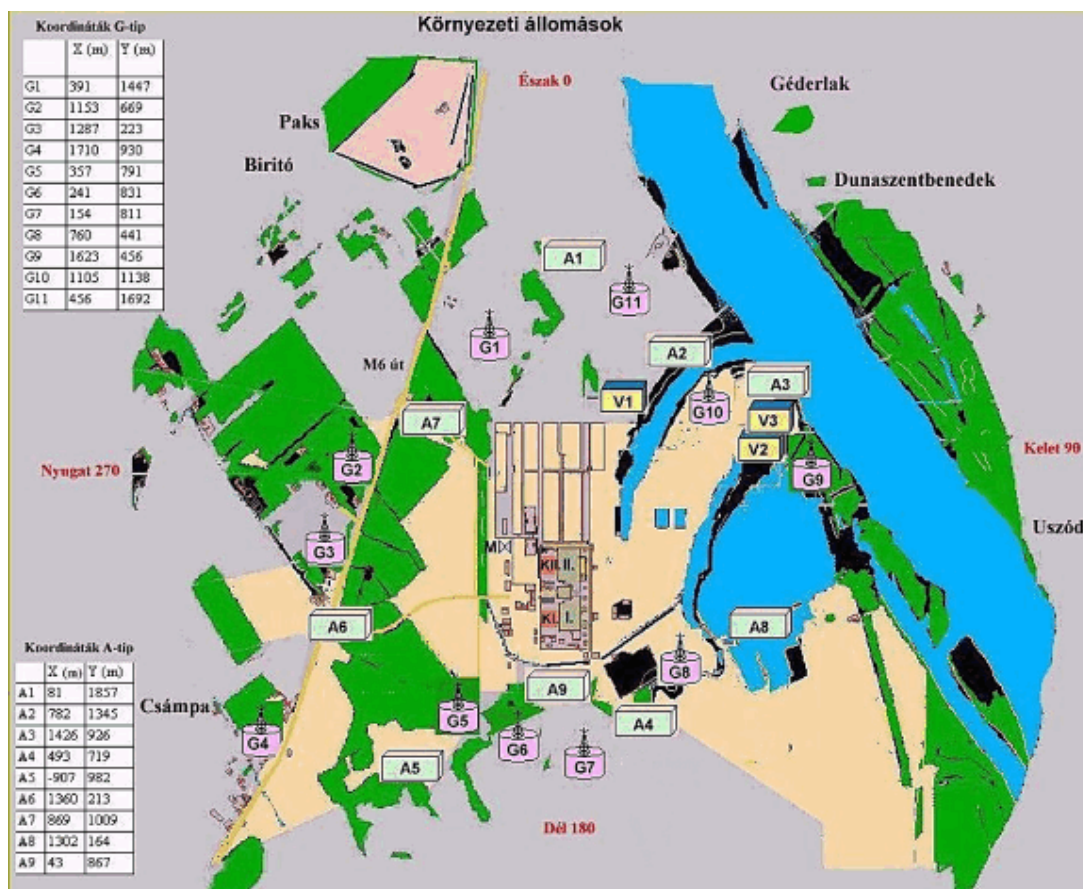 Környezeti állomások
Koordináták G-tip
X (m) Y (m)
G1 391 1447
G2 1153 669
G3 1287 223
G4 1710 930
G5 357 791
G6 241 831
G7 154 811
G8 760 441
G9 1623 456
G10 1105 1138
G11 456 1692
Észak 0
Géderlak
Paks
Biritó
Dunaszentbenedek
A1
G11
G1
A2
M6 út
A3
V1
G10
A7
V3
V2
Kelet 90
Nyugat 270
G2
G9
Uszód
G3
M
KII. II.
KI. I.
A6
A8
Koordináták A-tip
X (m) Y (m)
A1 81 1857
A2 782 1345
A3 1426 926
A4 493 719
A5 -907 982
A6 1360 213
A7 869 1009
A8 1302 164
A9 43 867
G8
A9
Csámpa
G5
A4
G4
G6
G7
A5
Dél 180